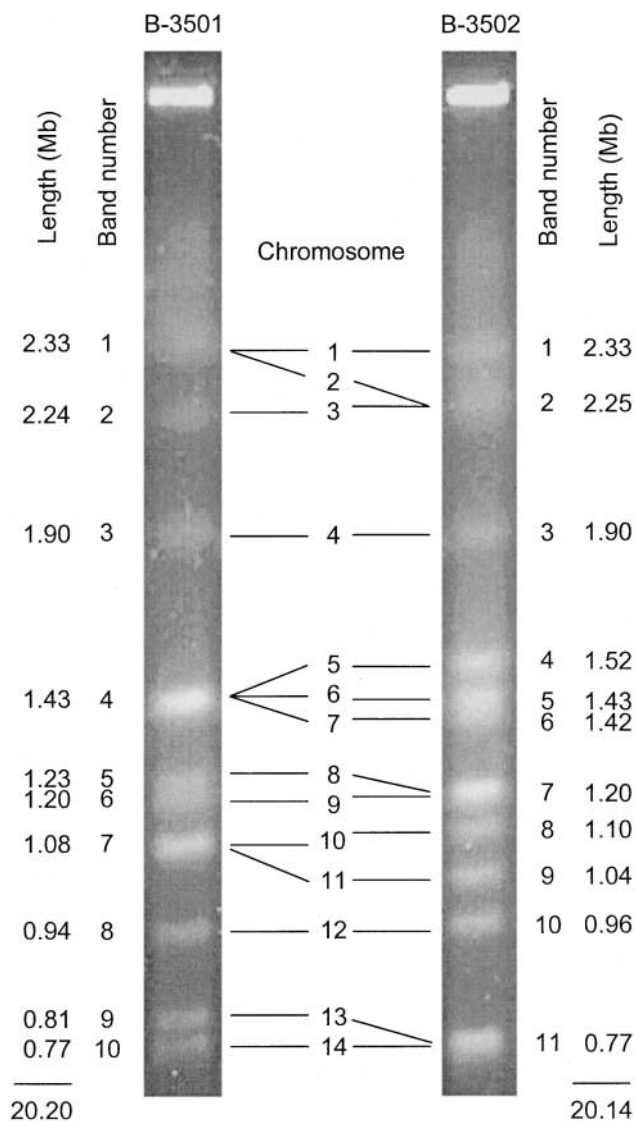 B-3501 B-3502
Length (Mb) Band number Band number Length (Mb)
Chromosome
2.33 1 1 1 2.33
2
2.24 2 3 2 2.25
1.90 3 4 3 1.90
5 4 1.52
1.43 4 6 5 1.43
7 6 1.42
1.23 5 8
1.20 6 9 7 1.20
1.08 7 10 8 1.10
11 9 1.04
0.94 8 12 10 0.96
0.81 9 13
0.77 10 14 11 0.77
20.20 20.14